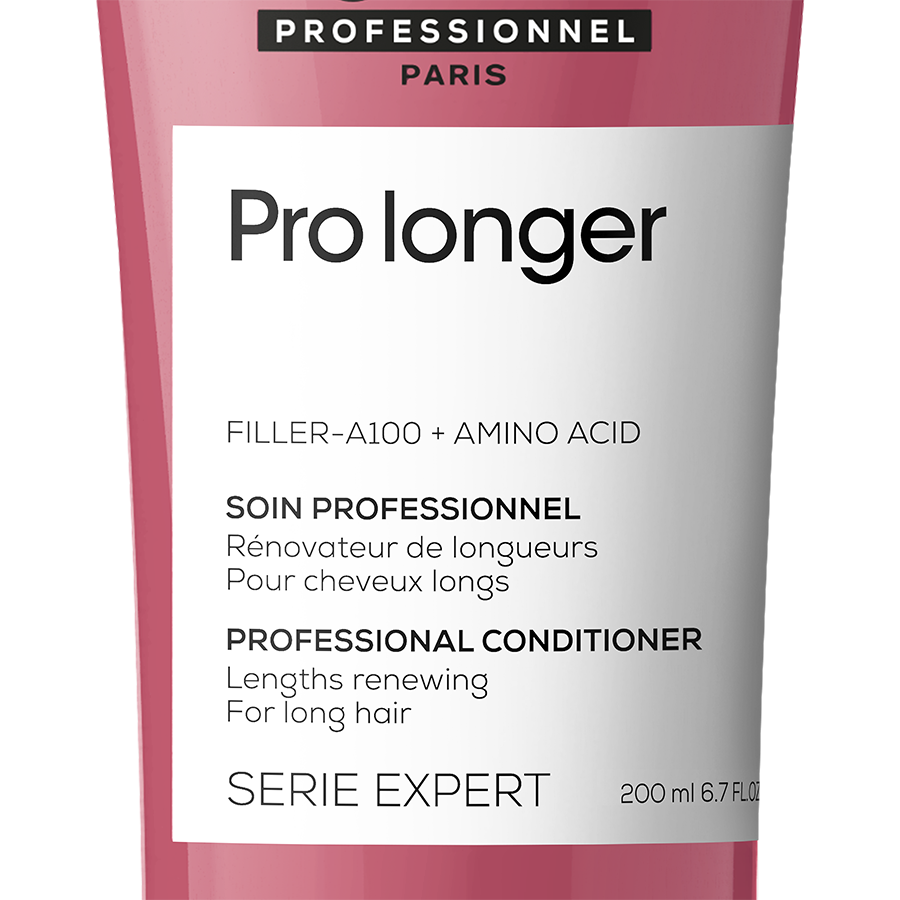 PROFESSIONNEL
PARIS
Pro longer
FILLER-A100 + AMINO ACID
SOIN PROFESSIONNEL
Rénovateur de longueurs
Pour cheveux longs
PROFESSIONAL CONDITIONER
Lengths renewing
For long hair
SERIE EXPERT
200 ml 6.7 FL.OZ